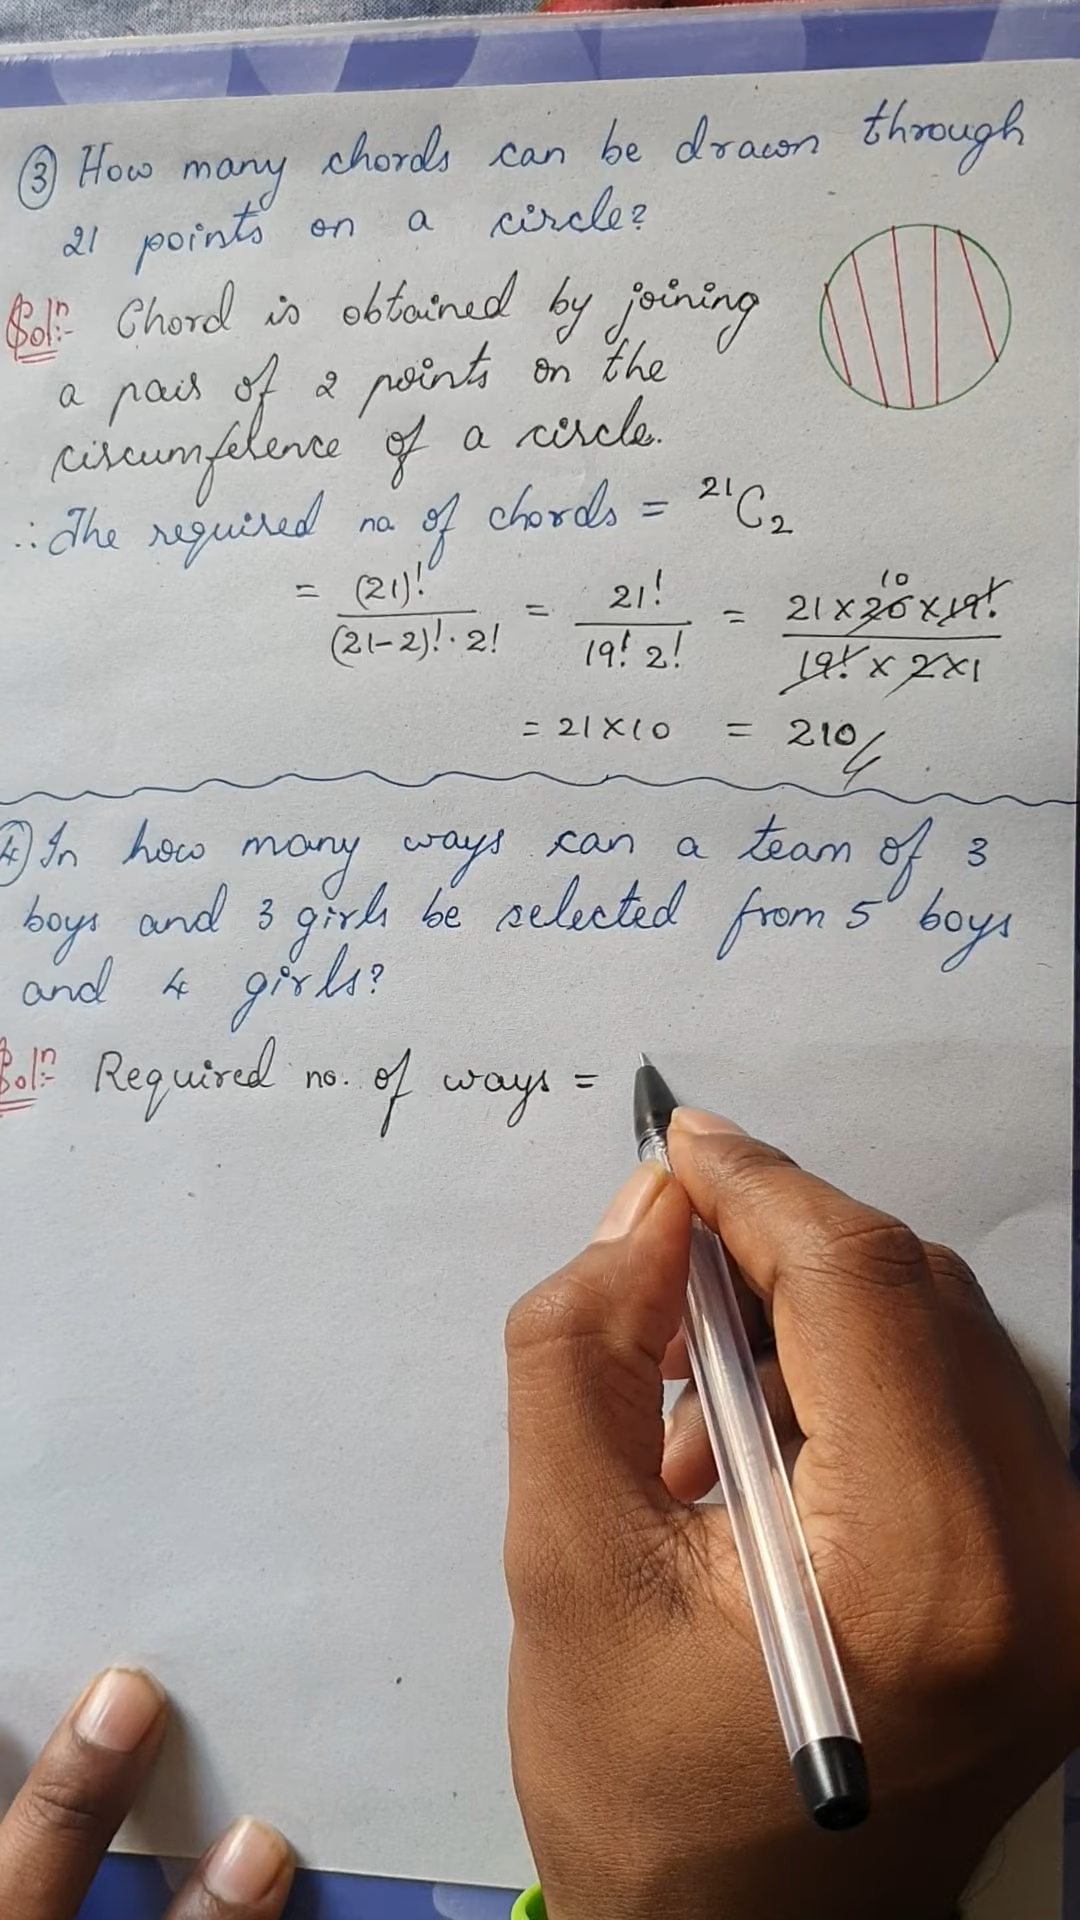 ③ How many chords can be drawn through
21 points on a circle?
Solⁿ:- Chord is obtained by joining
a pair of 2 points on the
circumference of a circle.
∴ The required no. of chords = ²¹C₂
= (21)! / (21-2)! · 2! = 21! / 19! 2! = 21 × 20 10 × 19! / 19! × 2 × 1
= 21 × 10 = 210
④ In how many ways can a team of 3
boys and 3 girls be selected from 5 boys
and 4 girls?
Solⁿ:- Required no. of ways =